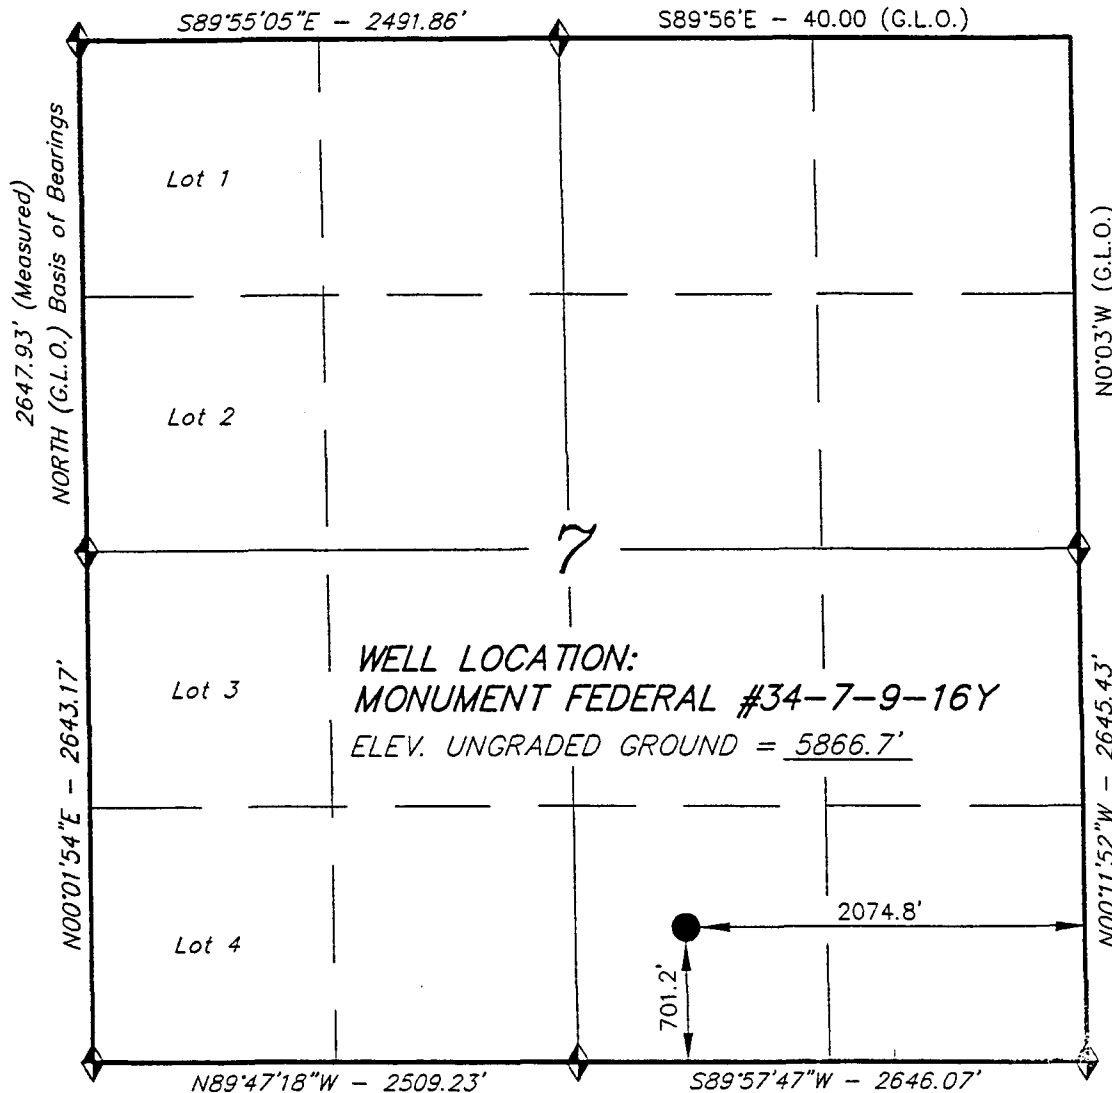 S89°55'05"E - 2491.86'
S89°56'E - 40.00 (G.L.O.)
2647.93' (Measured)
NORTH (G.L.O.) Basis of Bearings
Lot 1
N0°03'W (G.L.O.)
Lot 2
7
WELL LOCATION:
MONUMENT FEDERAL #34-7-9-16Y
ELEV. UNGRADED GROUND = 5866.7'
Lot 3
N00°01'54"E - 2643.17'
N00°11'52"W - 2645.43'
2074.8'
701.2'
Lot 4
N89°47'18"W - 2509.23'
S89°57'47"W - 2646.07'